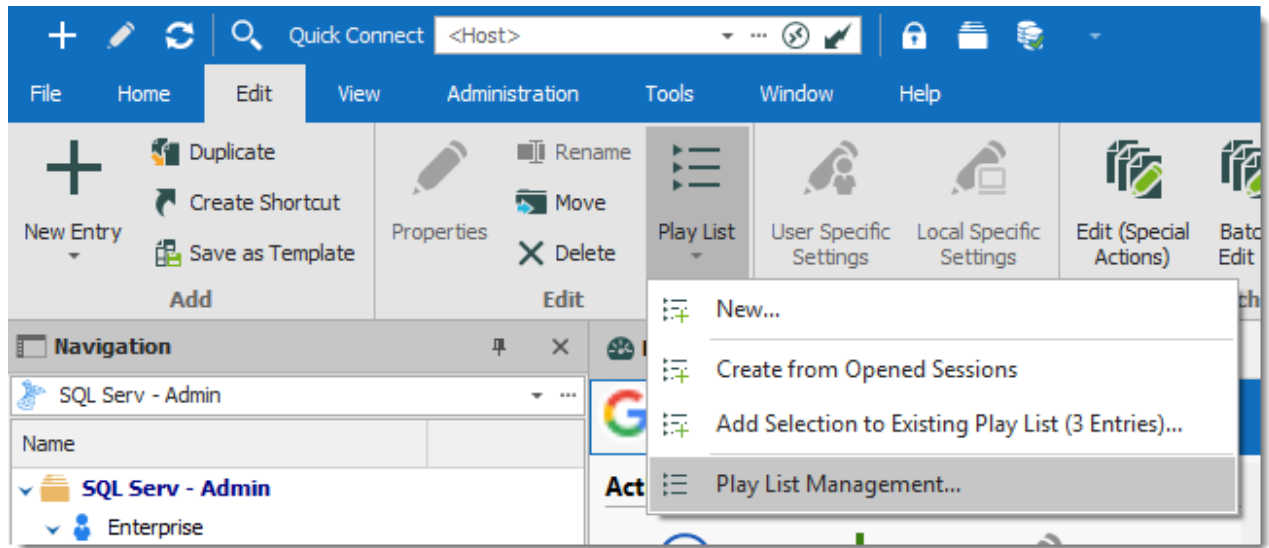 Quick Connect <Host>
File Home Edit View Administration Tools Window Help
New Entry
Duplicate
Create Shortcut
Save as Template
Add
Properties
Rename
Move
Delete
Edit
Play List
User Specific
Settings
Local Specific
Settings
Edit (Special
Actions)
Edit
New...
Create from Opened Sessions
Add Selection to Existing Play List (3 Entries)...
Play List Management...
Navigation
SQL Serv - Admin
Name
SQL Serv - Admin
Enterprise